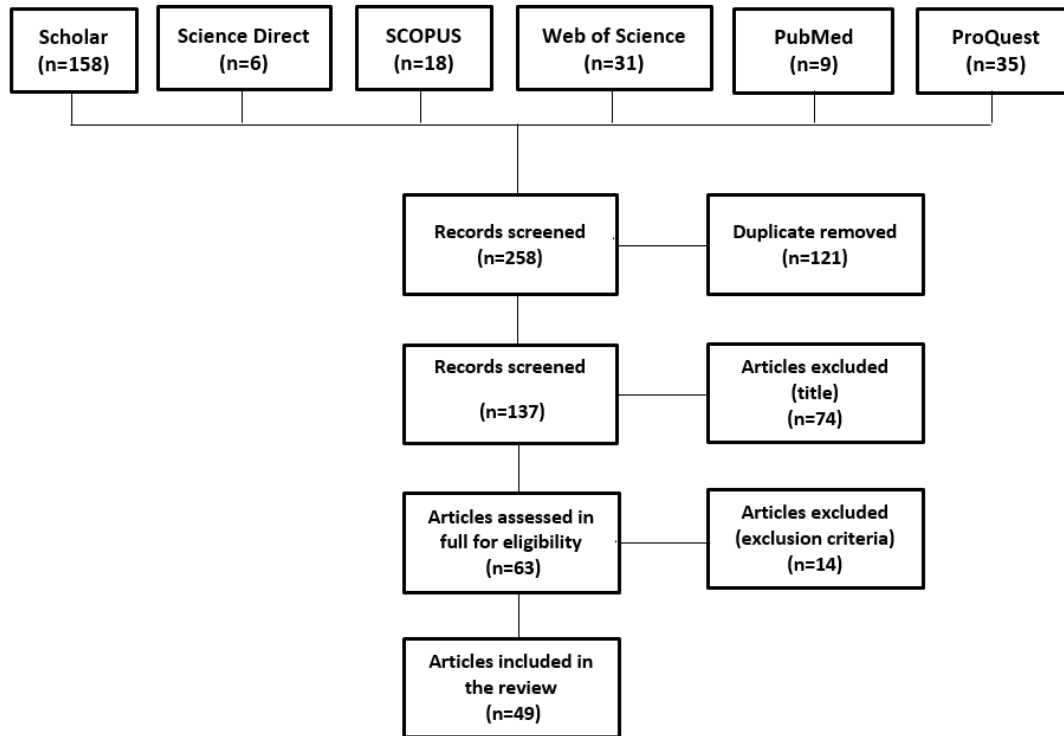 Scholar
(n=158)
Science Direct
(n=6)
SCOPUS
(n=18)
Web of Science
(n=31)
PubMed
(n=9)
ProQuest
(n=35)
Records screened
(n=258)
Duplicate removed
(n=121)
Records screened
(n=137)
Articles excluded
(title)
(n=74)
Articles assessed in
full for eligibility
(n=63)
Articles excluded
(exclusion criteria)
(n=14)
Articles included in
the review
(n=49)